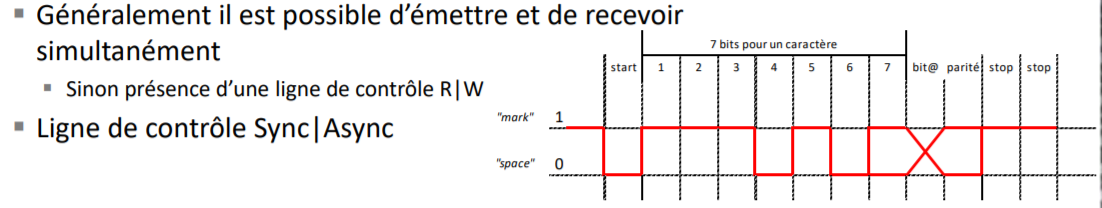 ▪ Généralement il est possible d’émettre et de recevoir
simultanément
▪ Sinon présence d’une ligne de contrôle R|W
▪ Ligne de contrôle Sync|Async
7 bits pour un caractère
start 1 2 3 4 5 6 7 bit@ parité stop stop
"mark" 1
"space" 0